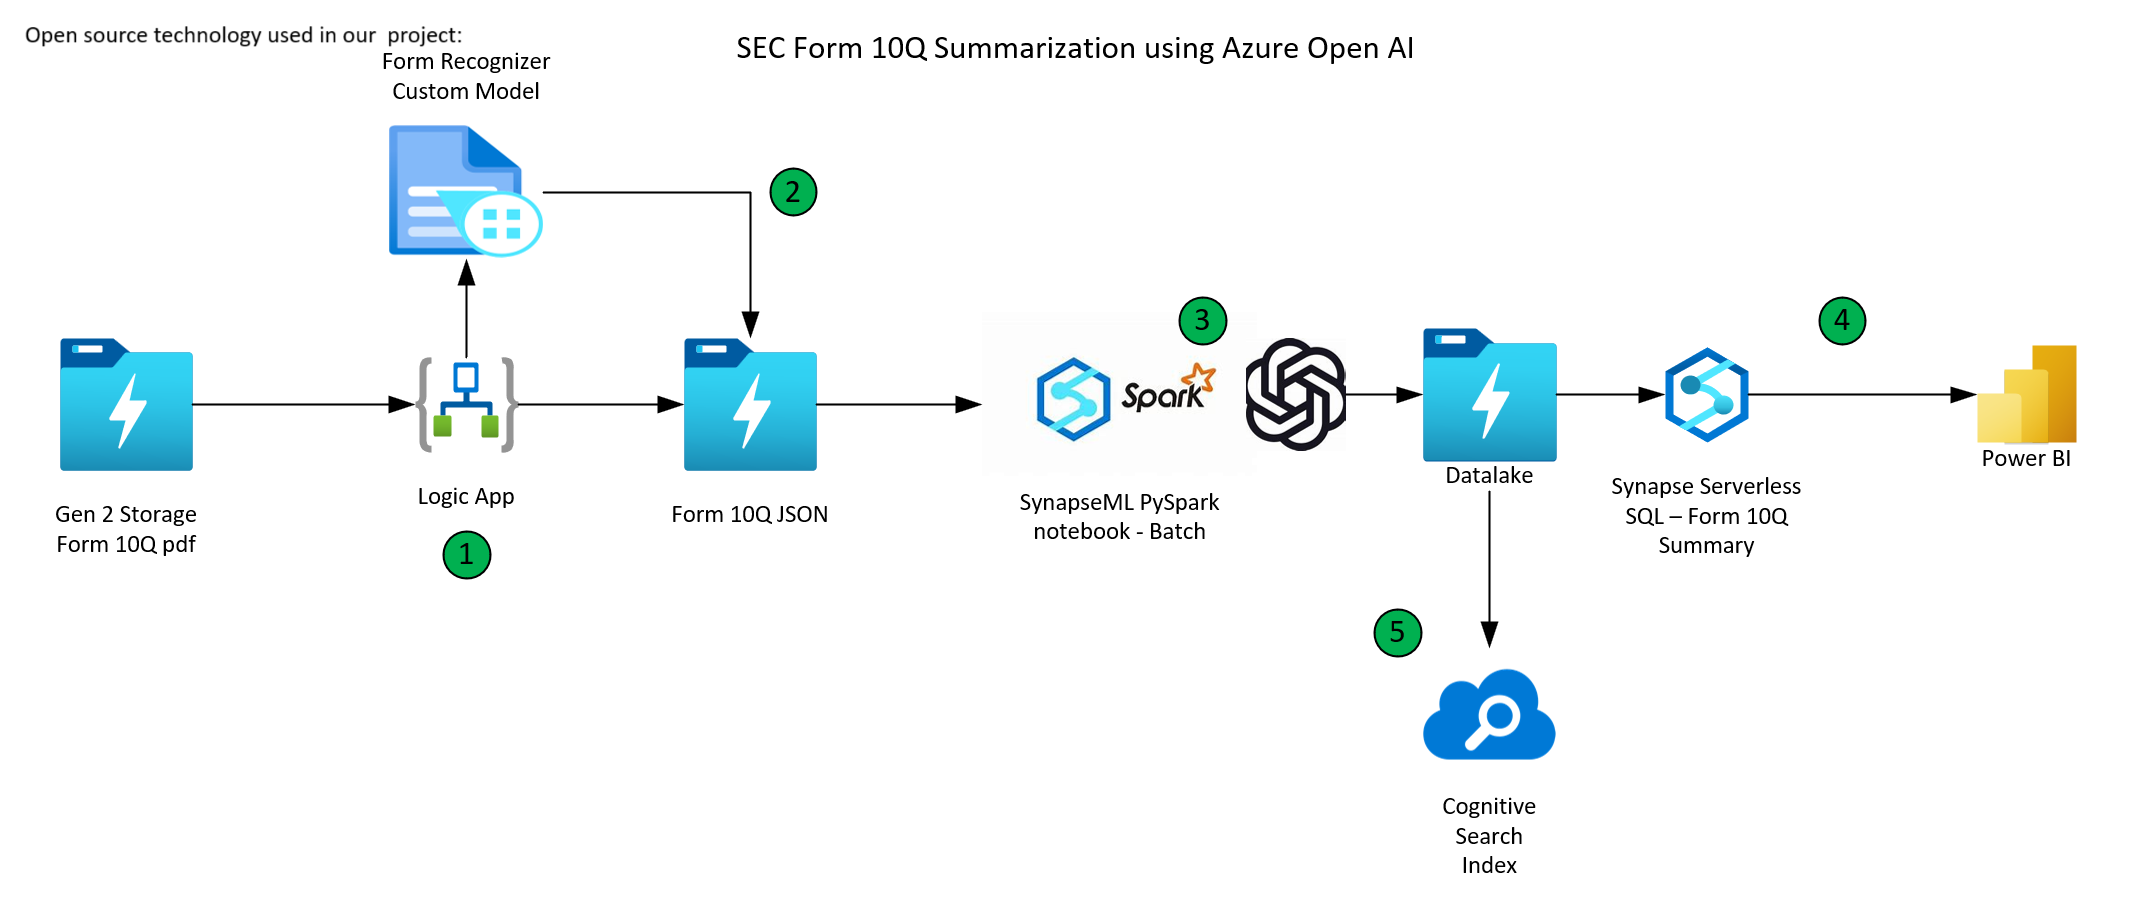 Open source technology used in our project:
SEC Form 10Q Summarization using Azure Open AI
Form Recognizer
Custom Model
2
3
4
Spark
Gen 2 Storage
Form 10Q pdf
Logic App
1
Form 10Q JSON
SynapseML PySpark
notebook - Batch
Datalake
Synapse Serverless
SQL – Form 10Q
Summary
Power BI
5
Cognitive
Search
Index